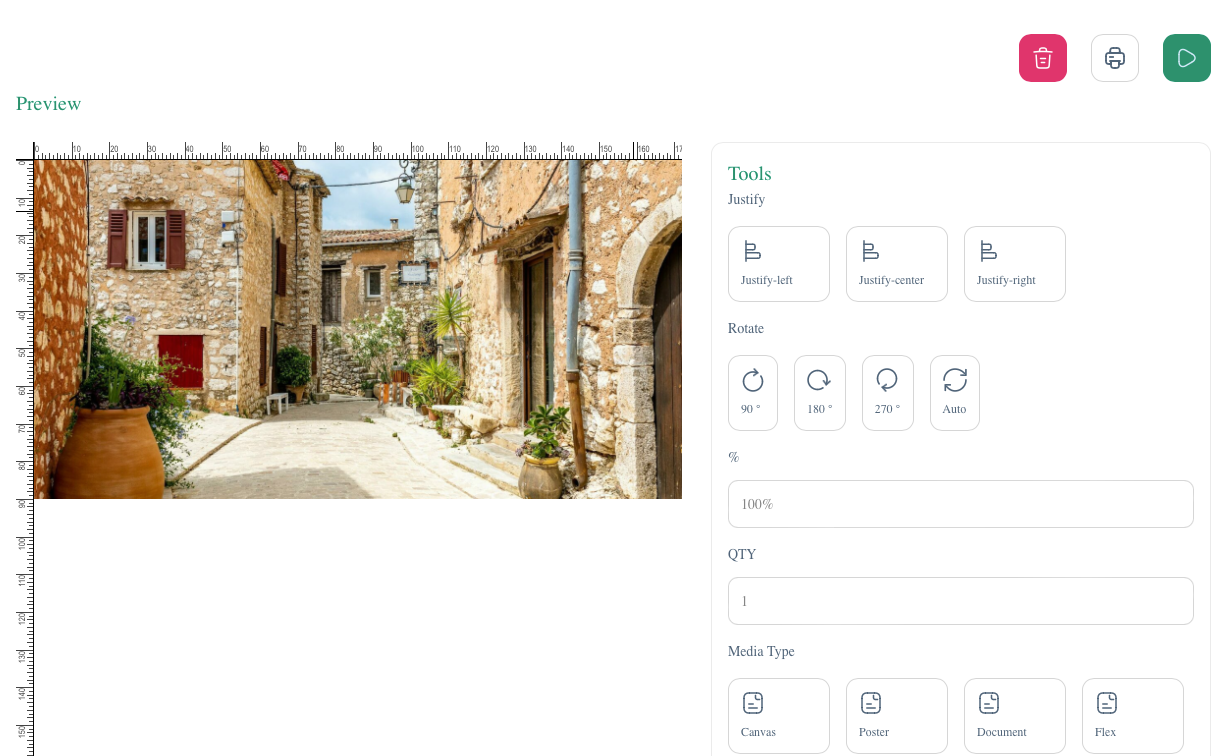 Preview
0 10 20 30 40 50 60 70 80 90 100 110 120 130 140 150 160 17
0
10
20
30
40
50
60
70
80
90
100
110
120
130
140
150
Tools
Justify
Justify-left Justify-center Justify-right
Rotate
90 ° 180 ° 270 ° Auto
%
100%
QTY
1
Media Type
Canvas Poster Document Flex